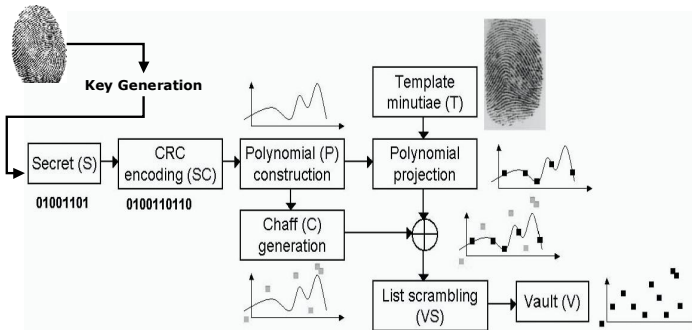 Key Generation
Template
minutiae (T)
Secret (S)
CRC
encoding (SC)
Polynomial (P)
construction
Polynomial
projection
01001101
0100110110
Chaff (C)
generation
List scrambling
(VS)
Vault (V)